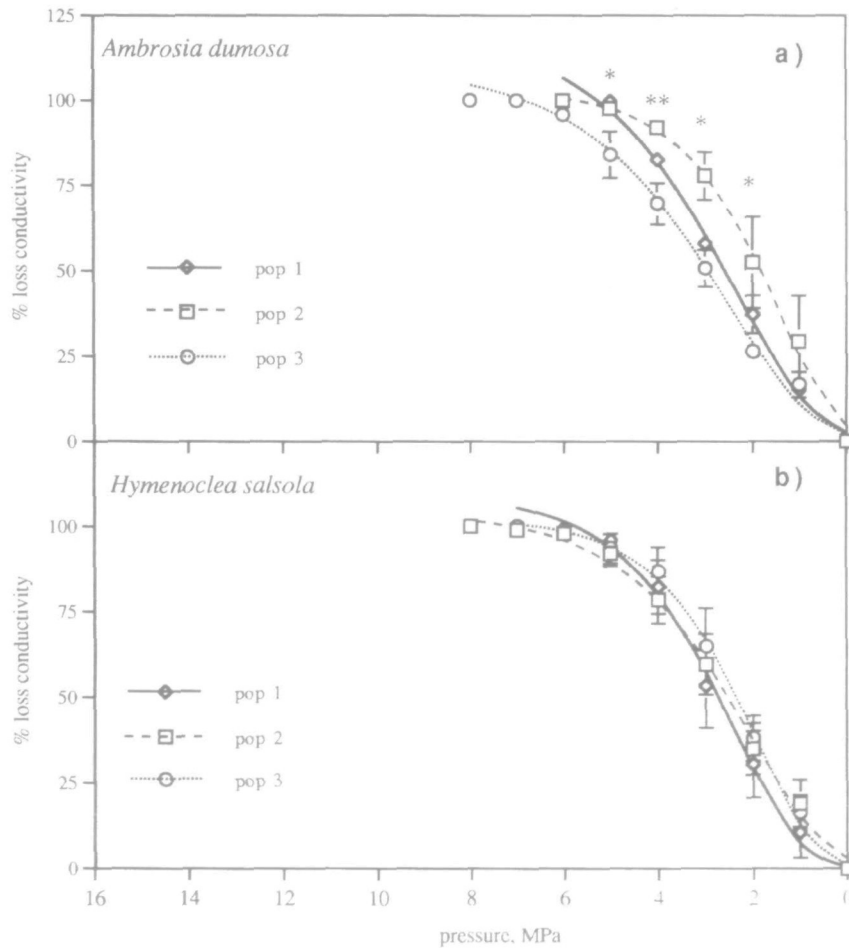 125
100
75
50
25
0
% loss conductivity
Ambrosia dumosa
a)
*
**
*
*
pop 1
pop 2
pop 3
100
75
50
25
0
% loss conductivity
Hymenoclea salsola
b)
pop 1
pop 2
pop 3
16 14 12 10 8 6 4 2 0
pressure, MPa